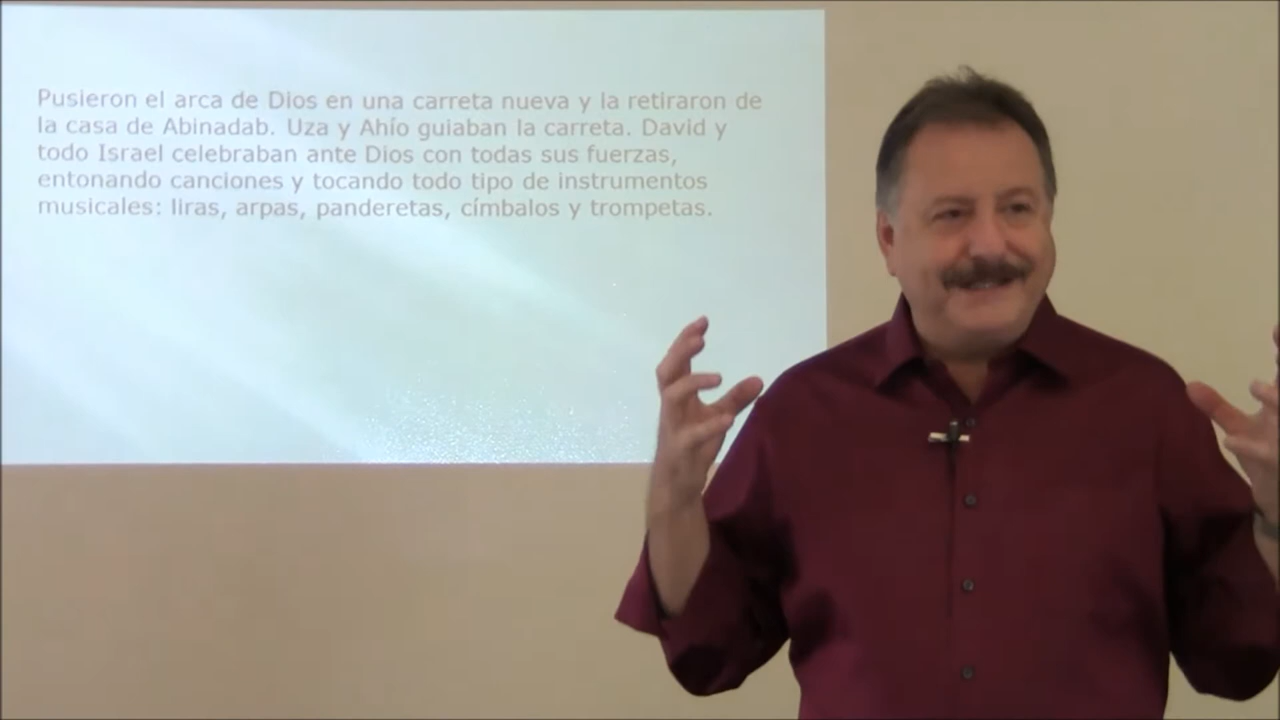 Pusieron el arca de Dios en una carreta nueva y la retiraron de
la casa de Abinadab. Uza y Ahío guiaban la carreta. David y
todo Israel celebraban ante Dios con todas sus fuerzas,
entonando canciones y tocando todo tipo de instrumentos
musicales: liras, arpas, panderetas, címbalos y trompetas.